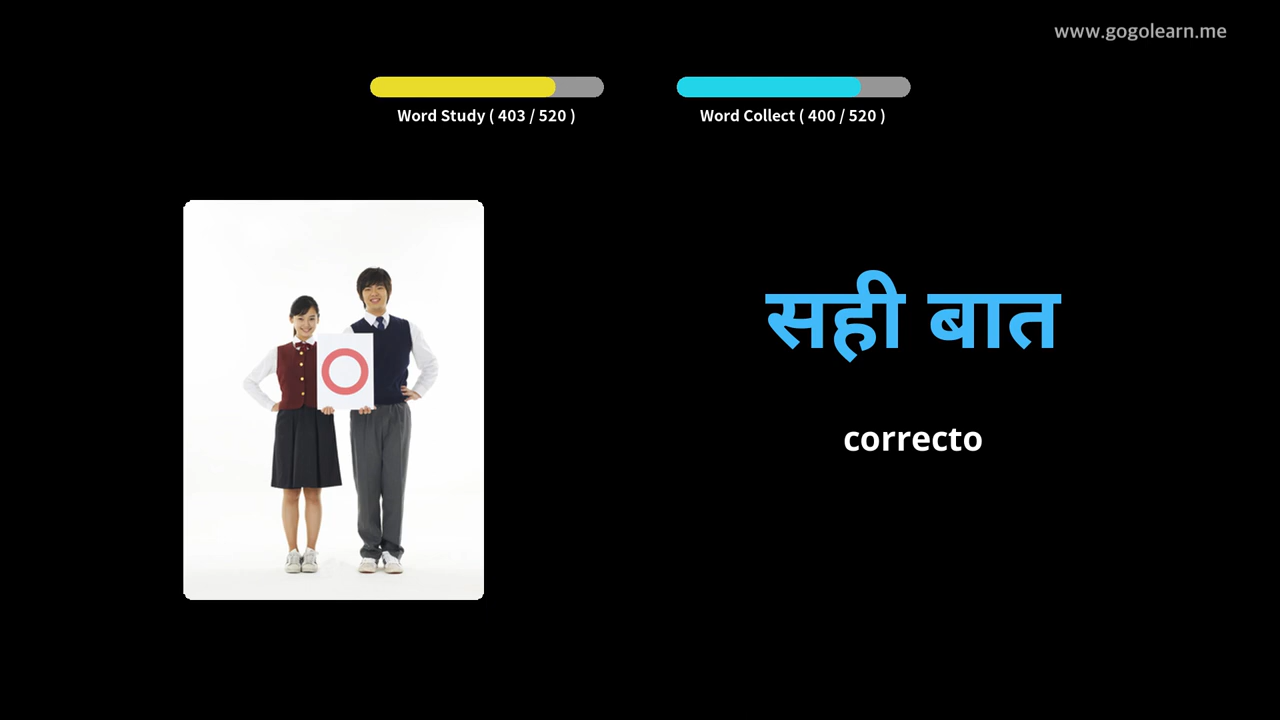 www.gogolearn.me
Word Study ( 403 / 520 )
Word Collect ( 400 / 520 )
सही बात
correcto